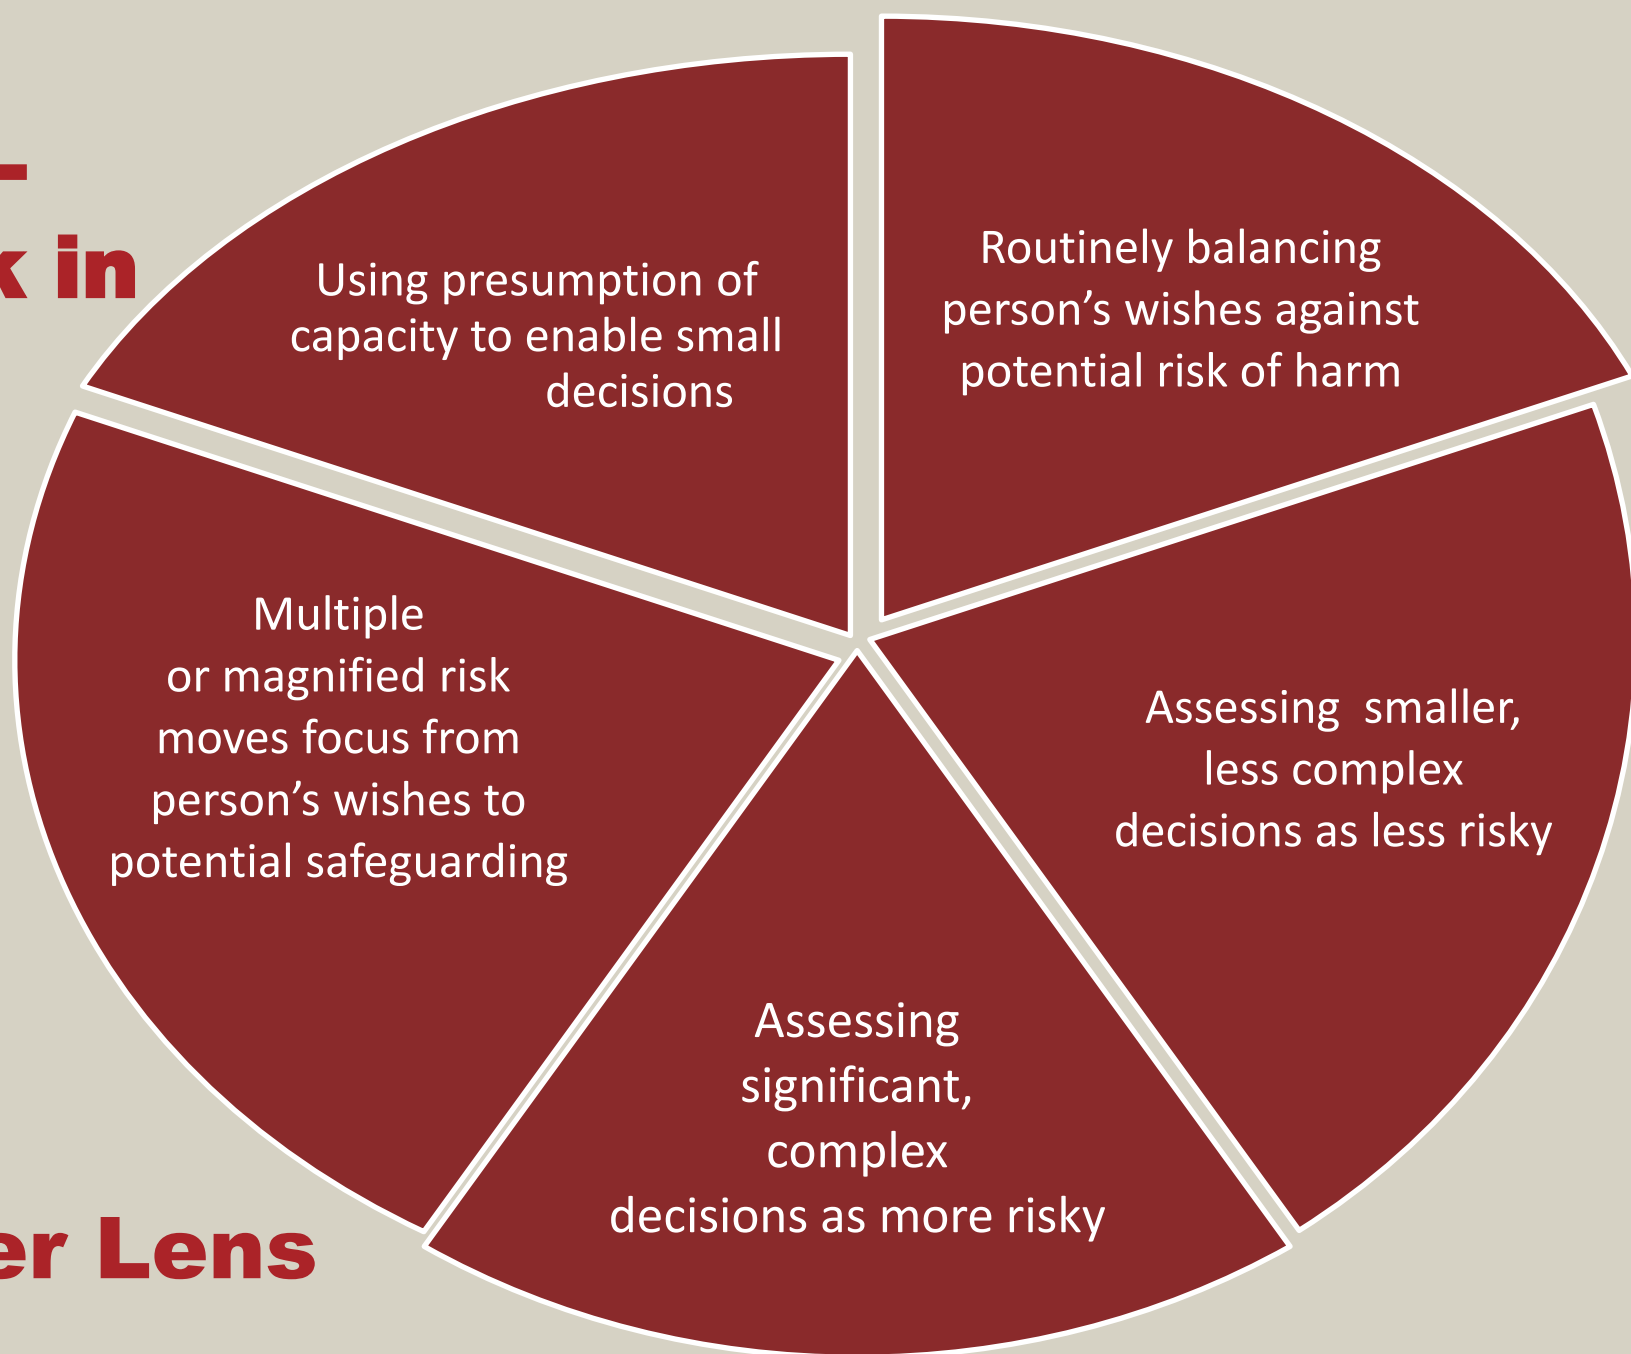 –
k in
Using presumption of
capacity to enable small
decisions
Routinely balancing
person’s wishes against
potential risk of harm
Multiple
or magnified risk
moves focus from
person’s wishes to
potential safeguarding
Assessing  smaller,
less complex
decisions as less risky
Assessing
significant,
complex
decisions as more risky
er Lens